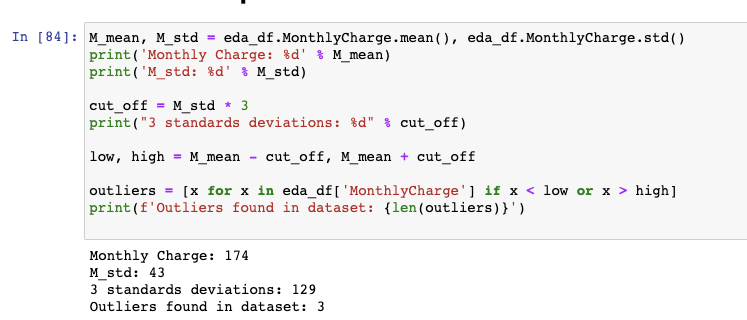 In [84]: M_mean, M_std = eda_df.MonthlyCharge.mean(), eda_df.MonthlyCharge.std()
print('Monthly Charge: %d' % M_mean)
print('M_std: %d' % M_std)
cut_off = M_std * 3
print("3 standards deviations: %d" % cut_off)
low, high = M_mean - cut_off, M_mean + cut_off
outliers = [x for x in eda_df['MonthlyCharge'] if x < low or x > high]
print(f'Outliers found in dataset: {len(outliers)}')
Monthly Charge: 174
M_std: 43
3 standards deviations: 129
Outliers found in dataset: 3